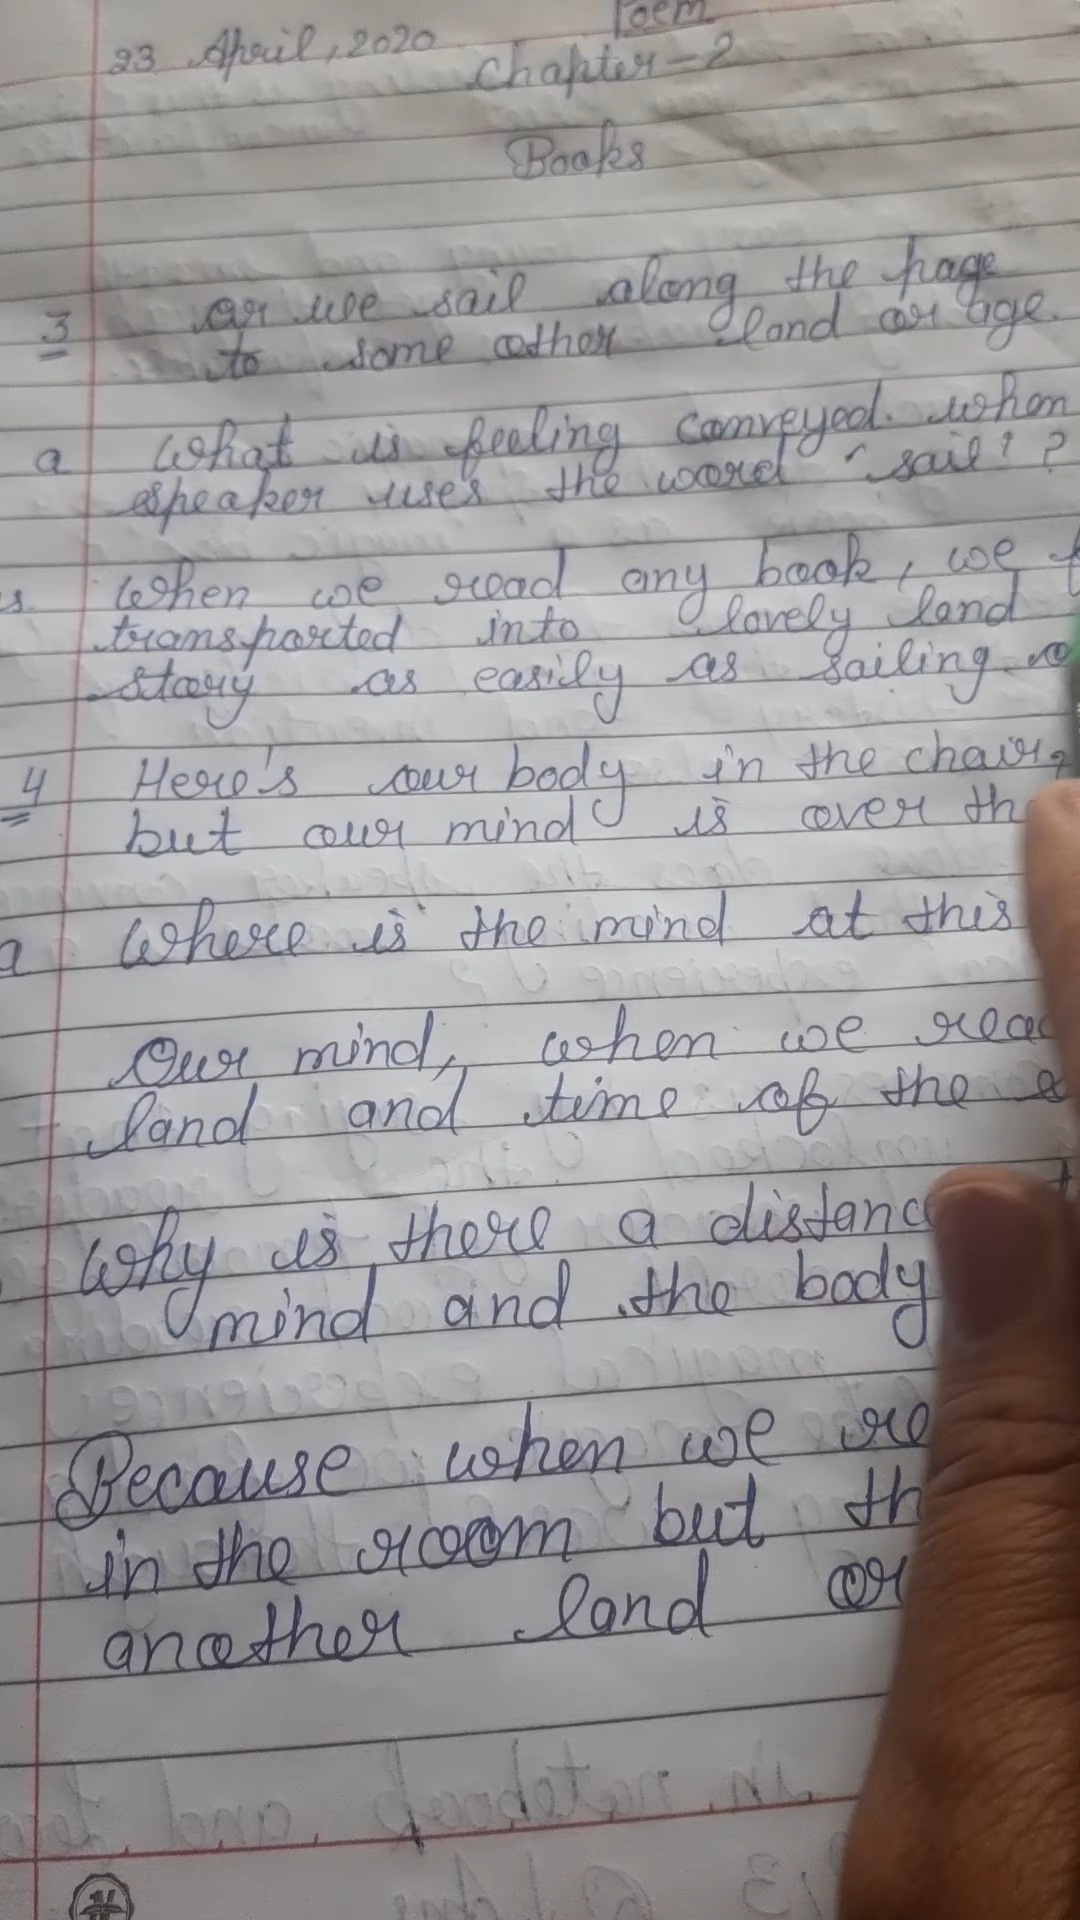 Poem
23 April, 2020
Chapter - 2
Books
3 or we sail along the page
to some other land or age.
a What is feeling conveyed when
speaker uses the word 'sail'?
s. When we read any book, we
transported into lovely land
story as easily as sailing
4 Here's our body in the chair,
but our mind is over th
a Where is the mind at this
Our mind, when we rea
land and time of the
Why is there a distanc
mind and the body
Because when we re
in the room but th
another land or